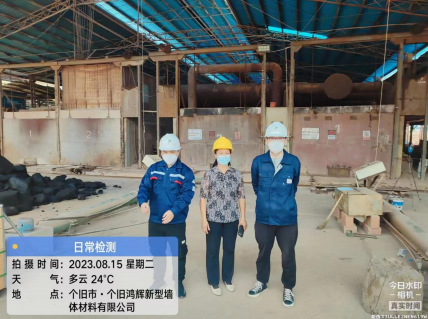 日常检测
拍摄时间：2023.08.15 星期二
天 气：多云 24℃
地 点：个旧市·个旧鸿辉新型墙
体材料有限公司
今日水印
相机
真实时间